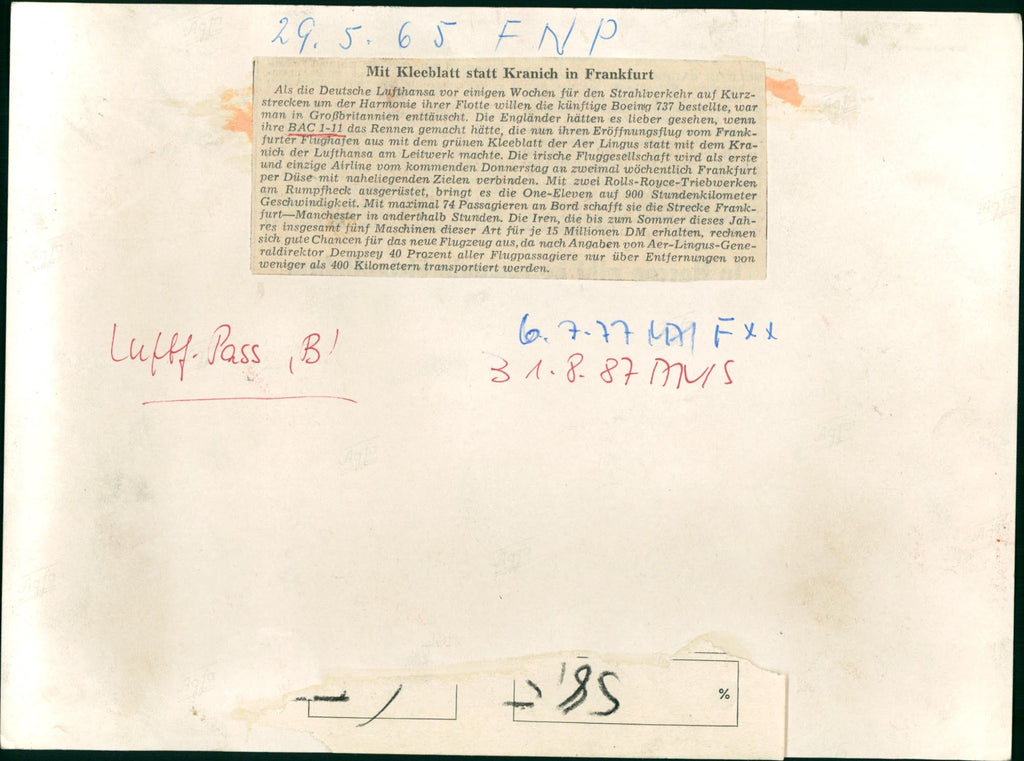 29.5.65 FNP
Mit Kleeblatt statt Kranich in Frankfurt
Als die Deutsche Lufthansa vor einigen Wochen für den Strahlverkehr auf Kurz-
strecken um der Harmonie ihrer Flotte willen die künftige Boeing 737 bestellte, war
man in Großbritannien enttäuscht. Die Engländer hätten es lieber gesehen, wenn
ihre BAC 1-11 das Rennen gemacht hätte, die nun ihren Eröffnungsflug vom Frank-
furter Flughafen aus mit dem grünen Kleeblatt der Aer Lingus statt mit dem Kra-
nich der Lufthansa am Leitwerk machte. Die irische Fluggesellschaft wird als erste
und einzige Airline vom kommenden Donnerstag an zweimal wöchentlich Frankfurt
per Düse mit naheliegenden Zielen verbinden. Mit zwei Rolls-Royce-Triebwerken
am Rumpfheck ausgerüstet, bringt es die One-Eleven auf 900 Stundenkilometer
Geschwindigkeit. Mit maximal 74 Passagieren an Bord schafft sie die Strecke Frank-
furt—Manchester in anderthalb Stunden. Die Iren, die bis zum Sommer dieses Jah-
res insgesamt fünf Maschinen dieser Art für je 15 Millionen DM erhalten, rechnen
sich gute Chancen für das neue Flugzeug aus, da nach Angaben von Aer-Lingus-Gene-
raldirektor Dempsey 40 Prozent aller Flugpassagiere nur über Entfernungen von
weniger als 400 Kilometern transportiert werden.
Luftf. Pass ‚B'
6.7.77 F xx
31.8.87
%